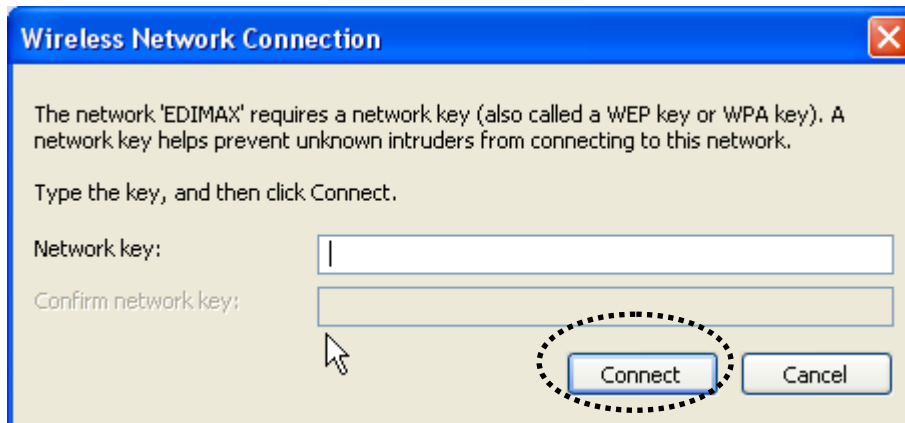 Wireless Network Connection
The network 'EDIMAX' requires a network key (also called a WEP key or WPA key). A
network key helps prevent unknown intruders from connecting to this network.
Type the key, and then click Connect.
Network key:
Confirm network key:
Connect Cancel